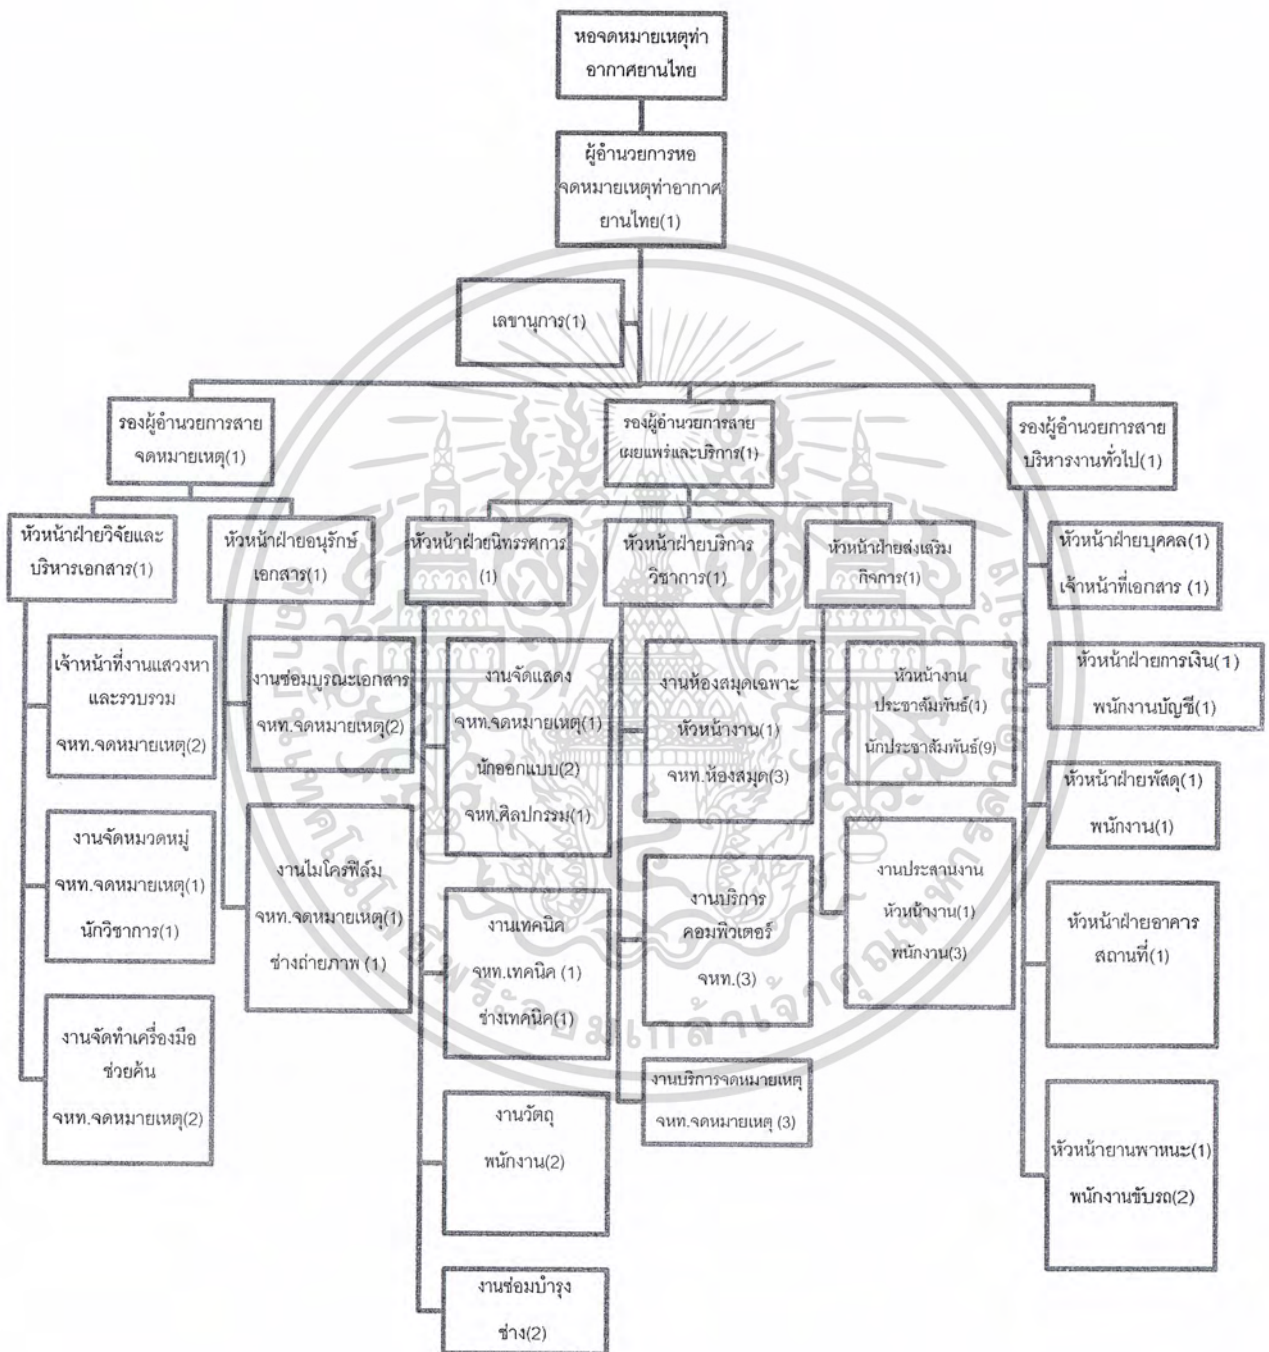 หอจดหมายเหตุท่า
อากาศยานไทย
ผู้อำนวยการหอ
จดหมายเหตุท่าอากาศ
ยานไทย(1)
เลขานุการ(1)
รองผู้อำนวยการสาย
จดหมายเหตุ(1)
รองผู้อำนวยการสาย
เผยแพร่และบริการ(1)
รองผู้อำนวยการสาย
บริหารงานทั่วไป(1)
หัวหน้าฝ่ายวิจัยและ
บริหารเอกสาร(1)
หัวหน้าฝ่ายอนุรักษ์
เอกสาร(1)
หัวหน้าฝ่ายนิทรรศการ
(1)
หัวหน้าฝ่ายบริการ
วิชาการ(1)
หัวหน้าฝ่ายส่งเสริม
กิจการ(1)
หัวหน้าฝ่ายบุคคล(1)
เจ้าหน้าที่เอกสาร (1)
เจ้าหน้าที่งานแสวงหา
และรวบรวม
จหท.จดหมายเหตุ(2)
งานจัดหมวดหมู่
จหท.จดหมายเหตุ(1)
นักวิชาการ(1)
งานจัดทำเครื่องมือ
ช่วยค้น
จหท.จดหมายเหตุ(2)
งานซ่อมบูรณะเอกสาร
จหท.จดหมายเหตุ(2)
งานไมโครฟิล์ม
จหท.จดหมายเหตุ(1)
ช่างถ่ายภาพ (1)
งานจัดแสดง
จหท.จดหมายเหตุ(1)
นักออกแบบ(2)
จหท.ศิลปกรรม(1)
งานเทคนิค
จหท.เทคนิค (1)
ช่างเทคนิค(1)
งานวัตถุ
พนักงาน(2)
งานซ่อมบำรุง
ช่าง(2)
งานห้องสมุดเฉพาะ
หัวหน้างาน(1)
จหท.ห้องสมุด(3)
งานบริการ
คอมพิวเตอร์
จหท.(3)
งานบริการจดหมายเหตุ
จหท.จดหมายเหตุ (3)
หัวหน้างาน
ประชาสัมพันธ์(1)
นักประชาสัมพันธ์(9)
งานประสานงาน
หัวหน้างาน(1)
พนักงาน(3)
หัวหน้าฝ่ายการเงิน(1)
พนักงานบัญชี(1)
หัวหน้าฝ่ายพัสดุ(1)
พนักงาน(1)
หัวหน้าฝ่ายอาคาร
สถานที่(1)
หัวหน้ายานพาหนะ(1)
พนักงานขับรถ(2)